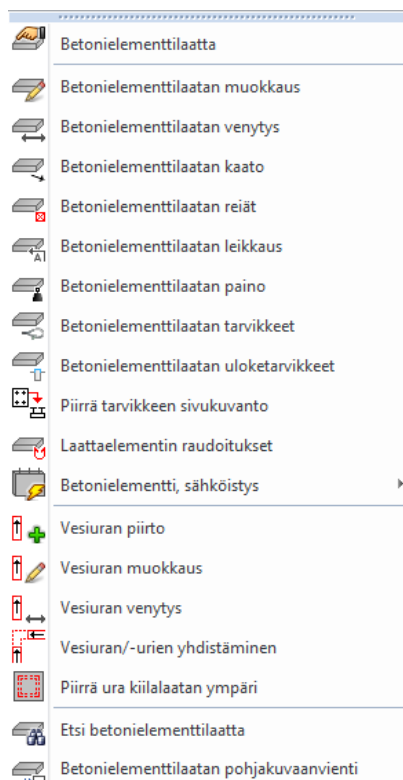 Betonielementtilaatta
Betonielementtilaatan muokkaus
Betonielementtilaatan venytys
Betonielementtilaatan kaato
Betonielementtilaatan reiät
Betonielementtilaatan leikkaus
Betonielementtilaatan paino
Betonielementtilaatan tarvikkeet
Betonielementtilaatan uloketarvikkeet
Piirrä tarvikkeen sivukuvanto
Laattaelementin raudoitukset
Betonielementti, sähköistys
Vesiuran piirto
Vesiuran muokkaus
Vesiuran venytys
Vesiuran/-urien yhdistäminen
Piirrä ura kiilalaatan ympäri
Etsi betonielementtilaatta
Betonielementtilaatan pohjakuvaanvienti